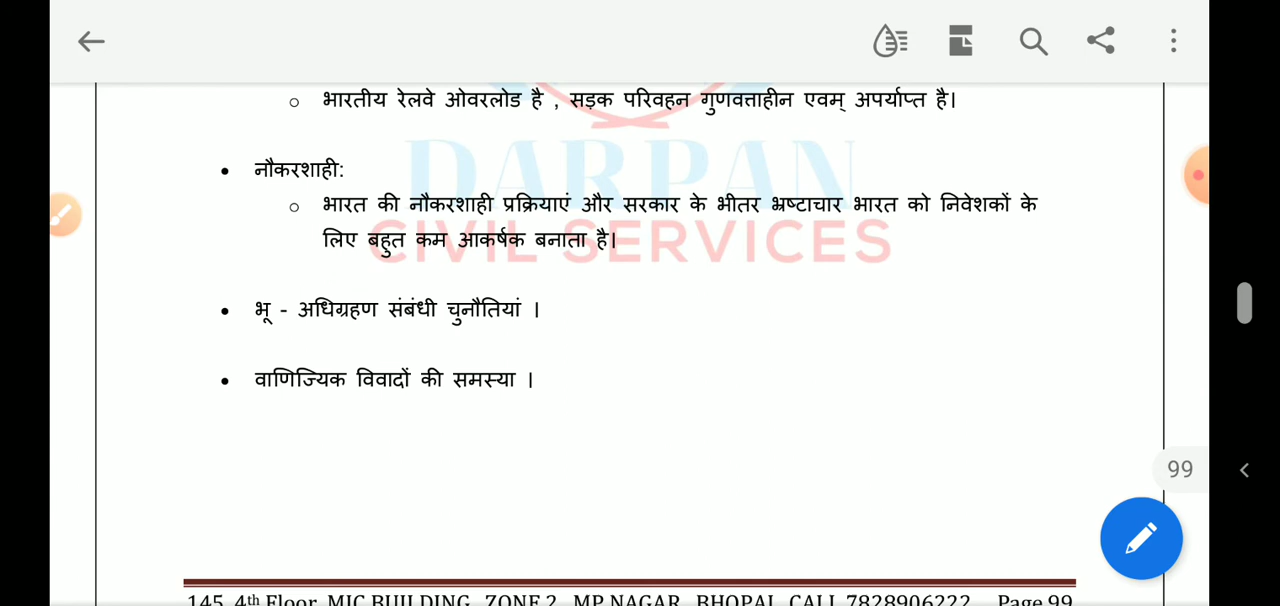 भारतीय रेलवे ओवरलोड है , सड़क परिवहन गुणवत्ताहीन एवम् अपर्याप्त है।
DARPAN
नौकरशाही:
भारत की नौकरशाही प्रक्रियाएं और सरकार के भीतर भ्रष्टाचार भारत को निवेशकों के
लिए बहुत कम आकर्षक बनाता है।
CIVIL SERVICES
भू - अधिग्रहण संबंधी चुनौतियां ।
वाणिज्यिक विवादों की समस्या ।
99
145, 4th Floor, MIC BUILDING, ZONE 2, MP NAGAR, BHOPAL, CALL 7828906222 Page 99